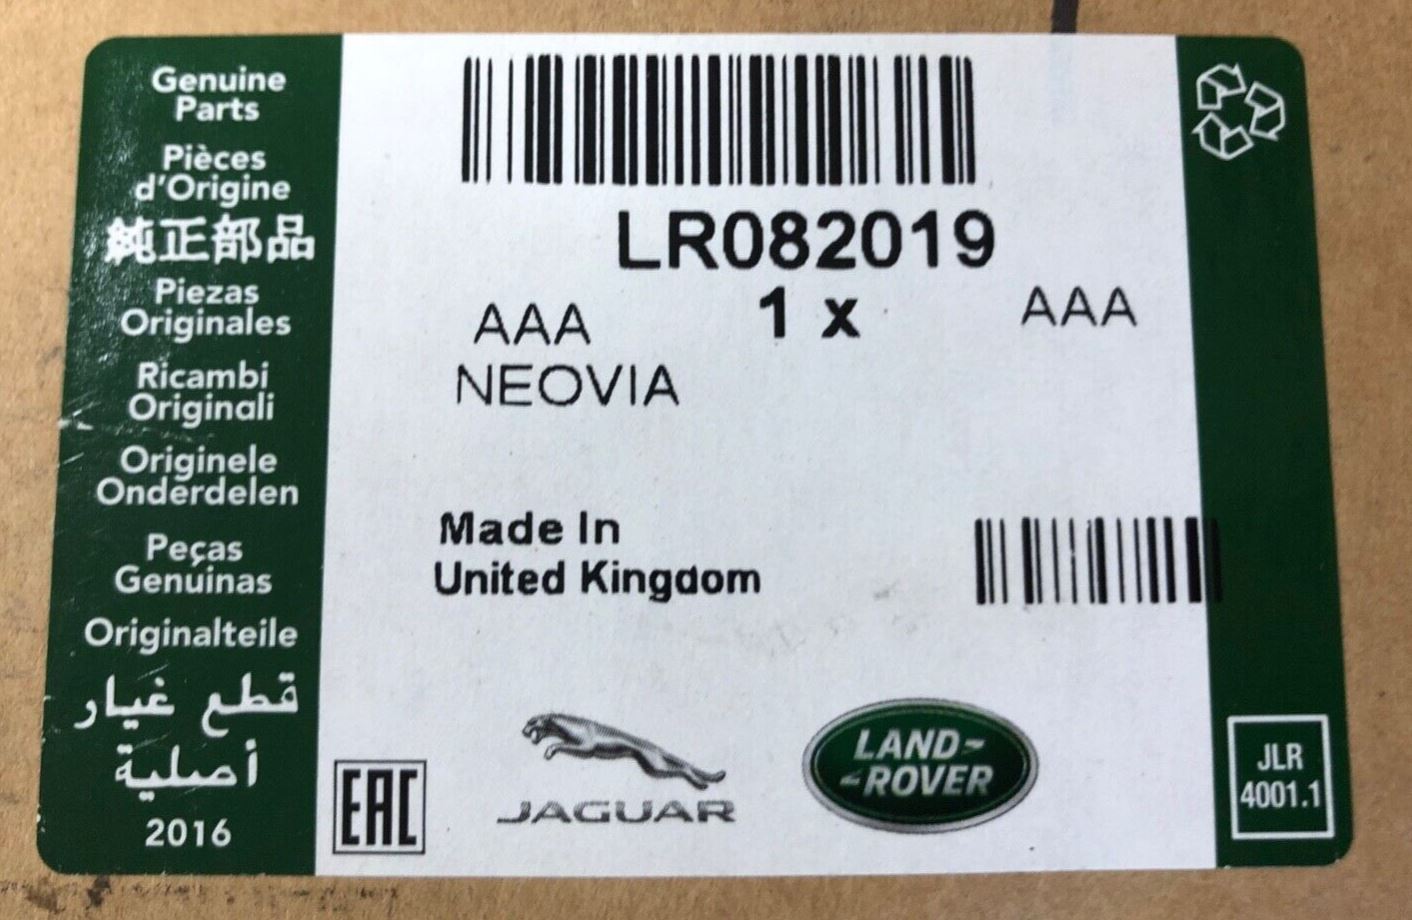 Genuine
Parts
Pièces
d'Origine
純正部品
Piezas
Originales
Ricambi
Originali
Originele
Onderdelen
Peças
Genuínas
Originalteile
قطع غيار
أصلية
2016
LR082019
AAA 1 x AAA
NEOVIA
Made In
United Kingdom
EAC
JAGUAR
LAND-
-ROVER
JLR
4001.1